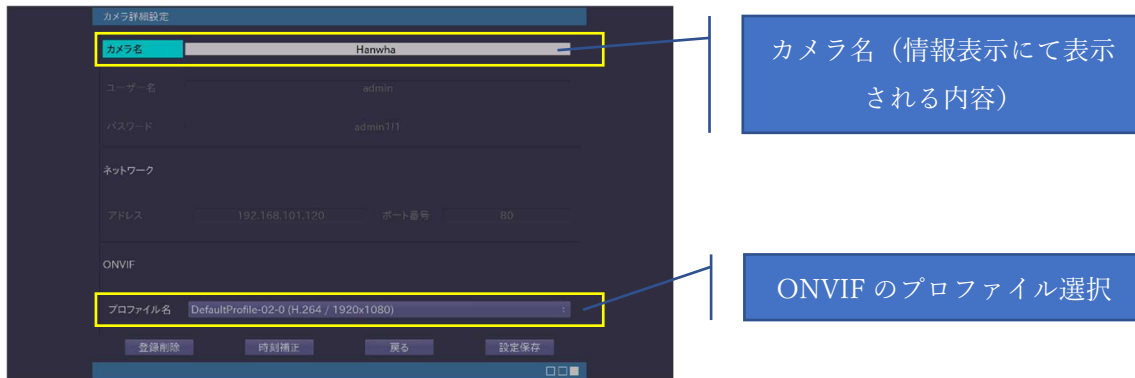 カメラ詳細設定
カメラ名 Hanwha
ユーザー名 admin
パスワード admin1!1
ネットワーク
アドレス 192.168.101.120 ポート番号 80
ONVIF
プロファイル名 DefaultProfile-02-0 (H.264 / 1920x1080)
登録削除 時刻補正 戻る 設定保存
カメラ名（情報表示にて表示
される内容）
ONVIF のプロファイル選択